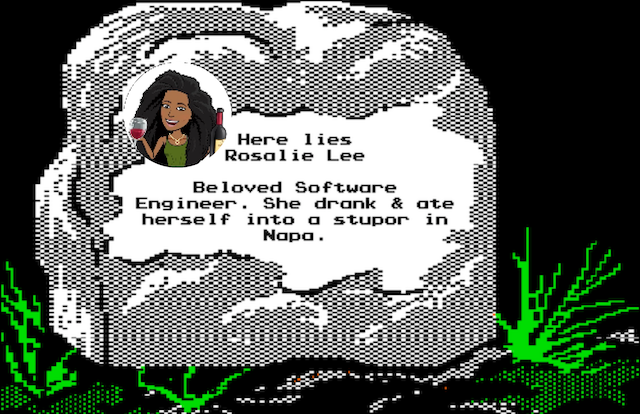 Here lies
Rosalie Lee
Beloved Software
Engineer. She drank & ate
herself into a stupor in
Napa.